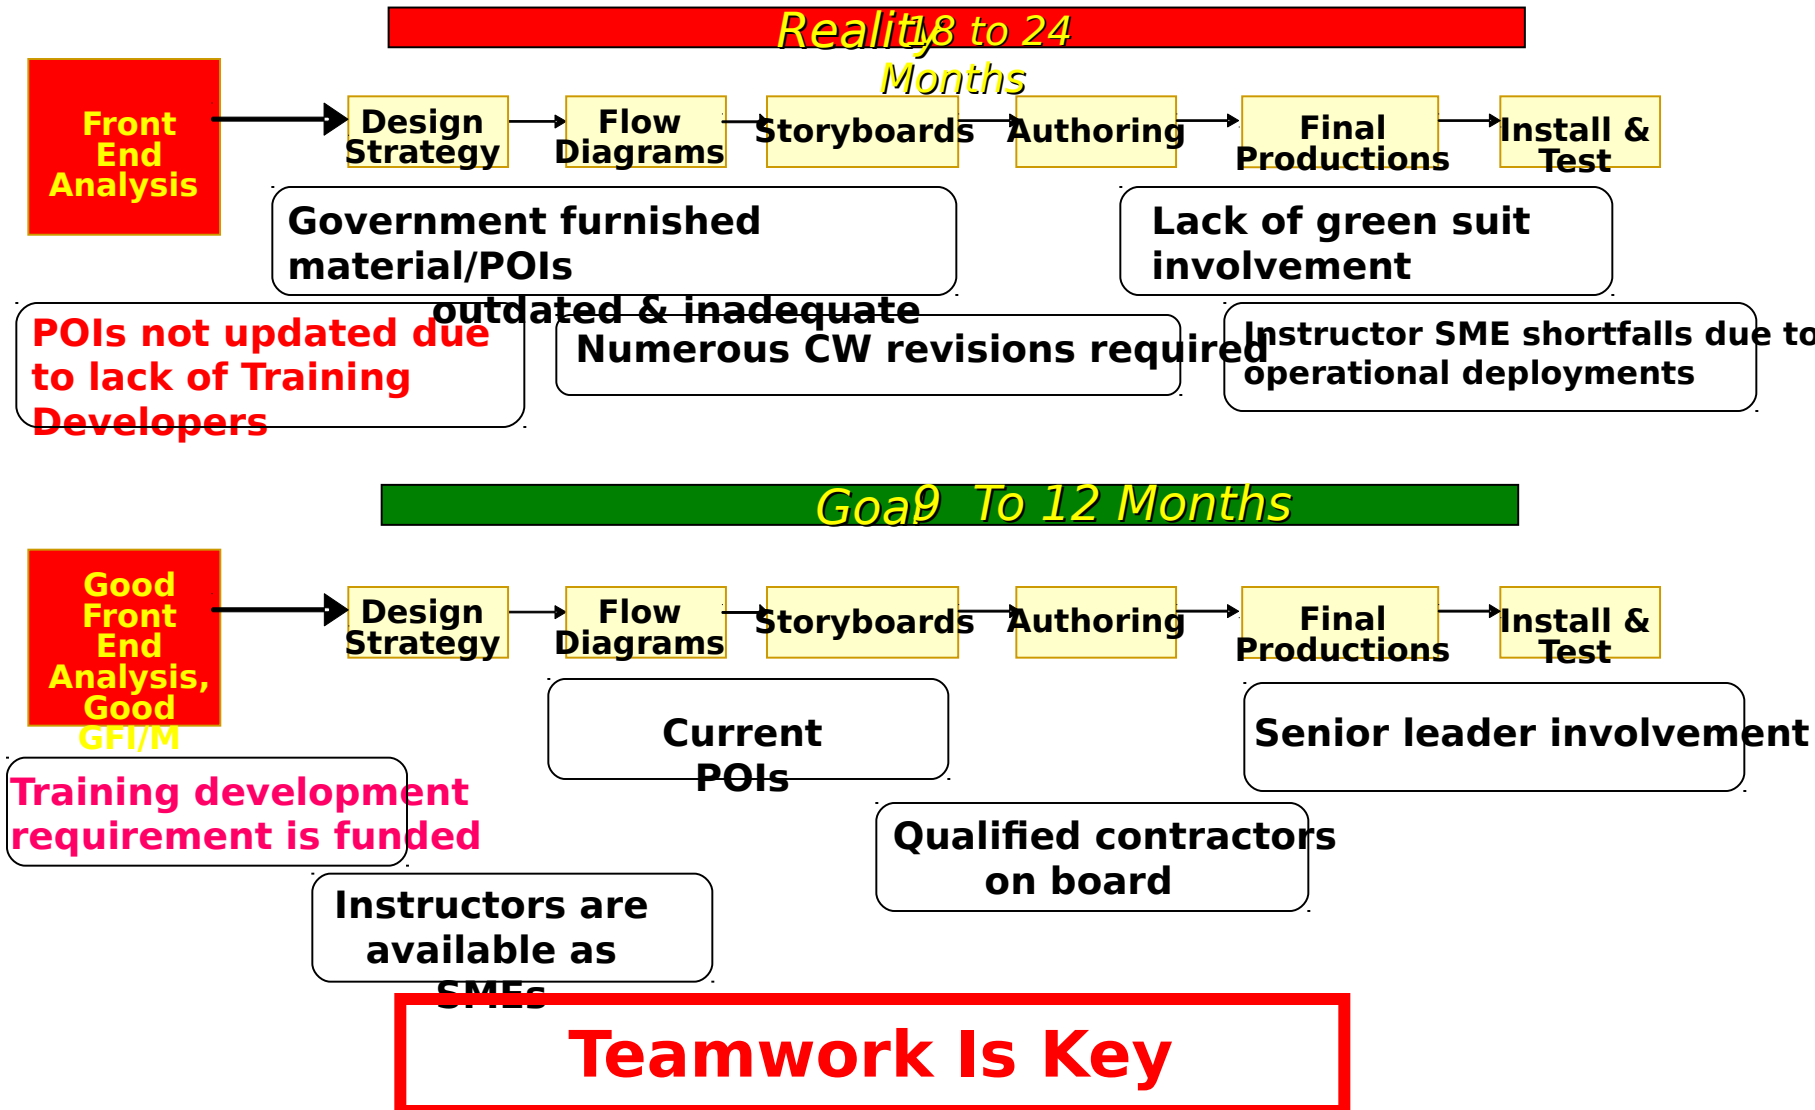 Reality 18 to 24
Months
Front
End
Analysis
Design
Strategy
Flow
Diagrams
Storyboards
Authoring
Final
Productions
Install &
Test
Government furnished
material/POIs
outdated & inadequate
Lack of green suit
involvement
POIs not updated due
to lack of Training
Developers
Numerous CW revisions required
Instructor SME shortfalls due to
operational deployments
Goal 9 To 12 Months
Good
Front
End
Analysis,
Good
GFI/M
Design
Strategy
Flow
Diagrams
Storyboards
Authoring
Final
Productions
Install &
Test
Current
POIs
Senior leader involvement
Training development
requirement is funded
Qualified contractors
on board
Instructors are
available as
SMEs
Teamwork Is Key